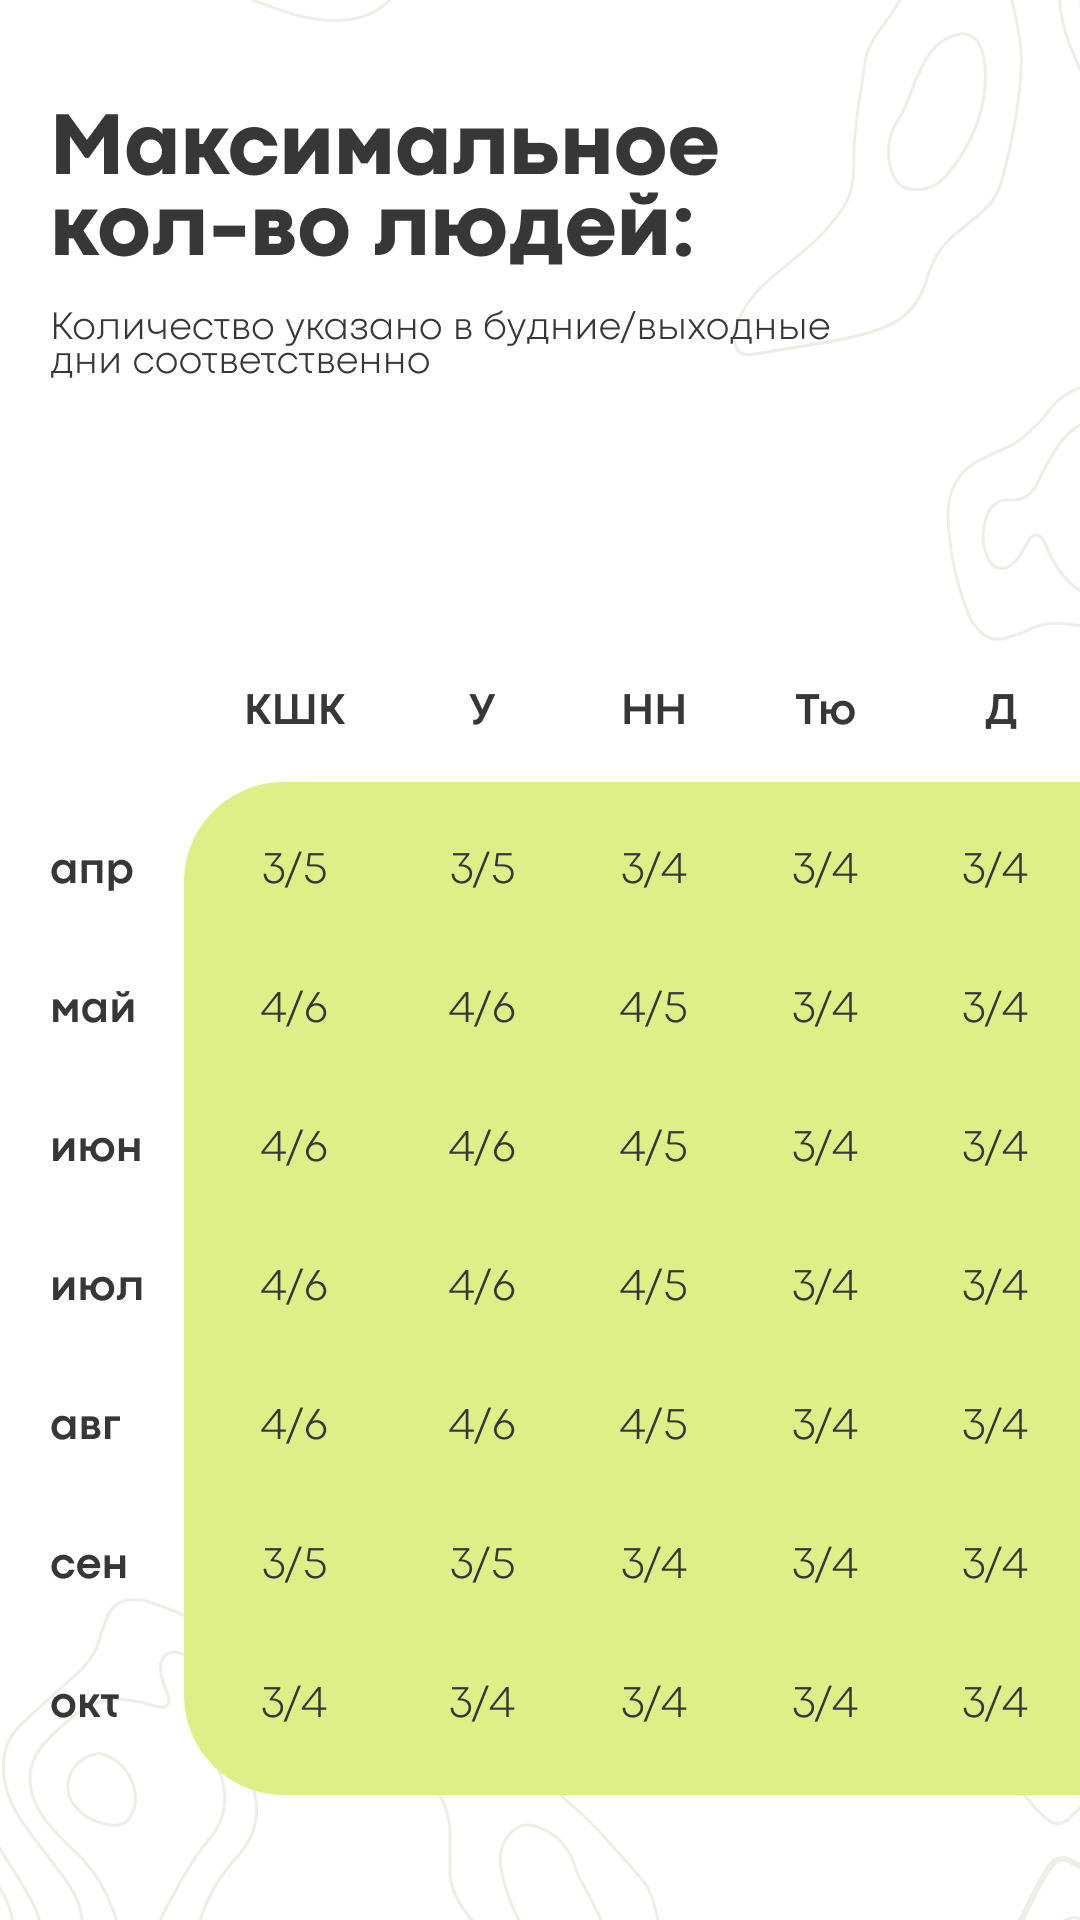 Максимальное
кол-во людей:
Количество указано в будние/выходные
дни соответственно
КШК У НН Тю Д
апр 3/5 3/5 3/4 3/4 3/4
май 4/6 4/6 4/5 3/4 3/4
июн 4/6 4/6 4/5 3/4 3/4
июл 4/6 4/6 4/5 3/4 3/4
авг 4/6 4/6 4/5 3/4 3/4
сен 3/5 3/5 3/4 3/4 3/4
окт 3/4 3/4 3/4 3/4 3/4